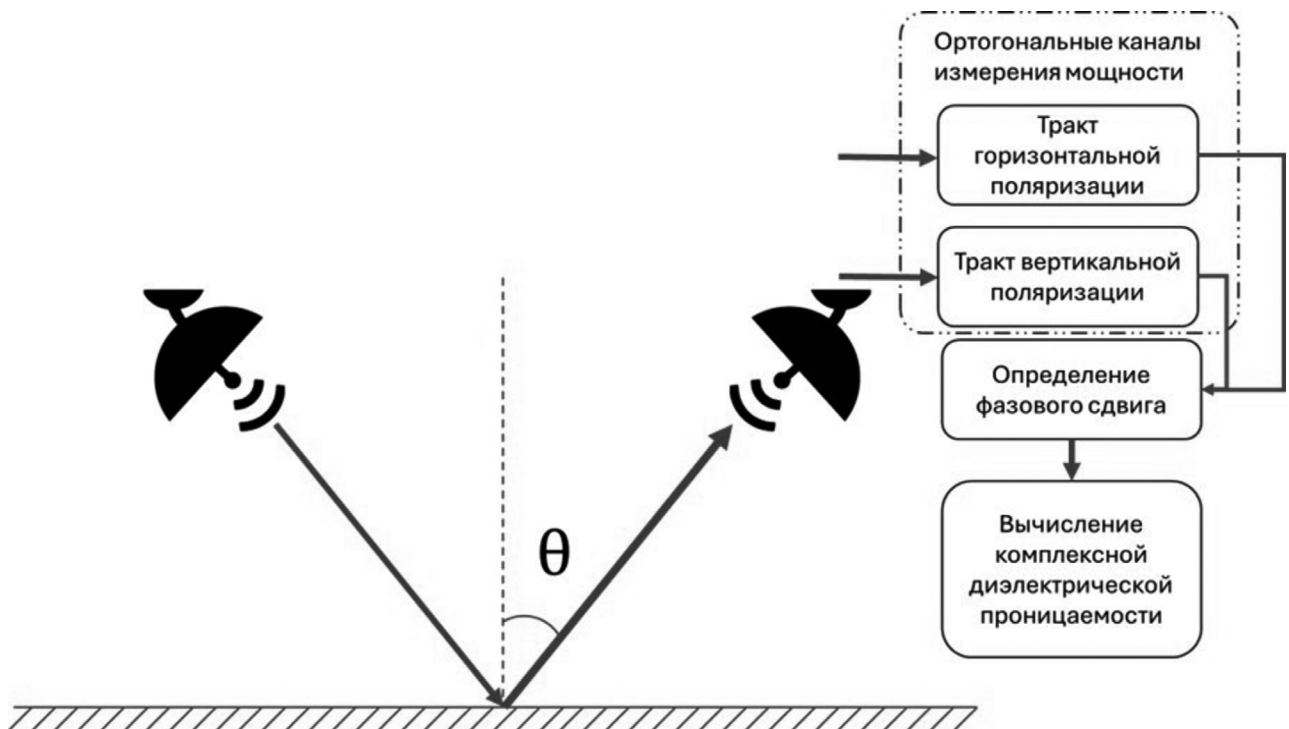 Ортогональные каналы
измерения мощности
Тракт
горизонтальной
поляризации
Тракт вертикальной
поляризации
Определение
фазового сдвига
θ
Вычисление
комплексной
диэлектрической
проницаемости